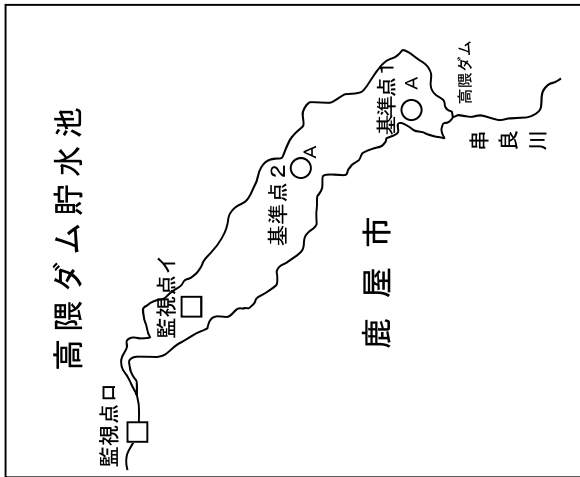 高隈ダム貯水池
監視点ロ
監視点イ
基準点2
A
基準点1
A
高隈ダム
串良川
鹿屋市